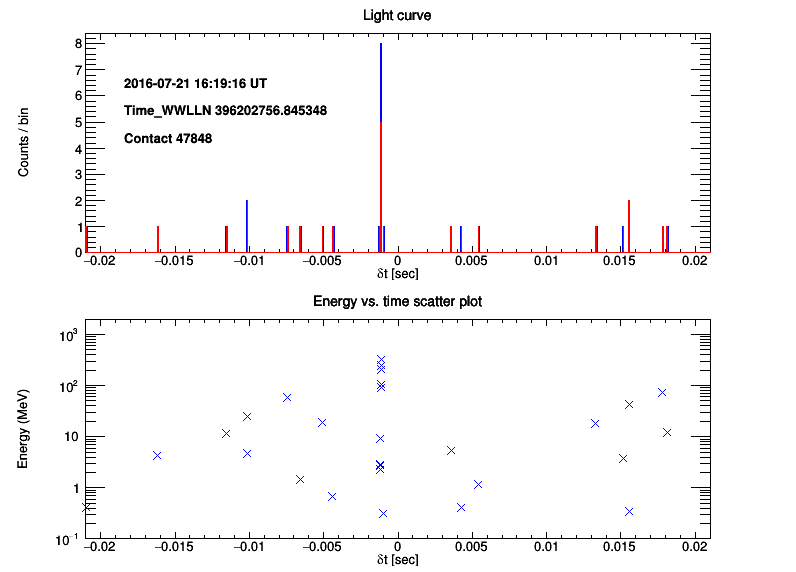 Light curve
Counts / bin
8
7
6
5
4
3
2
1
0
2016-07-21 16:19:16 UT
Time_WWLLN 396202756.845348
Contact 47848
−0.02 −0.015 −0.01 −0.005 0 0.005 0.01 0.015 0.02
δt [sec]
Energy vs. time scatter plot
Energy (MeV)
10³
10²
10
1
10⁻¹
−0.02 −0.015 −0.01 −0.005 0 0.005 0.01 0.015 0.02
δt [sec]